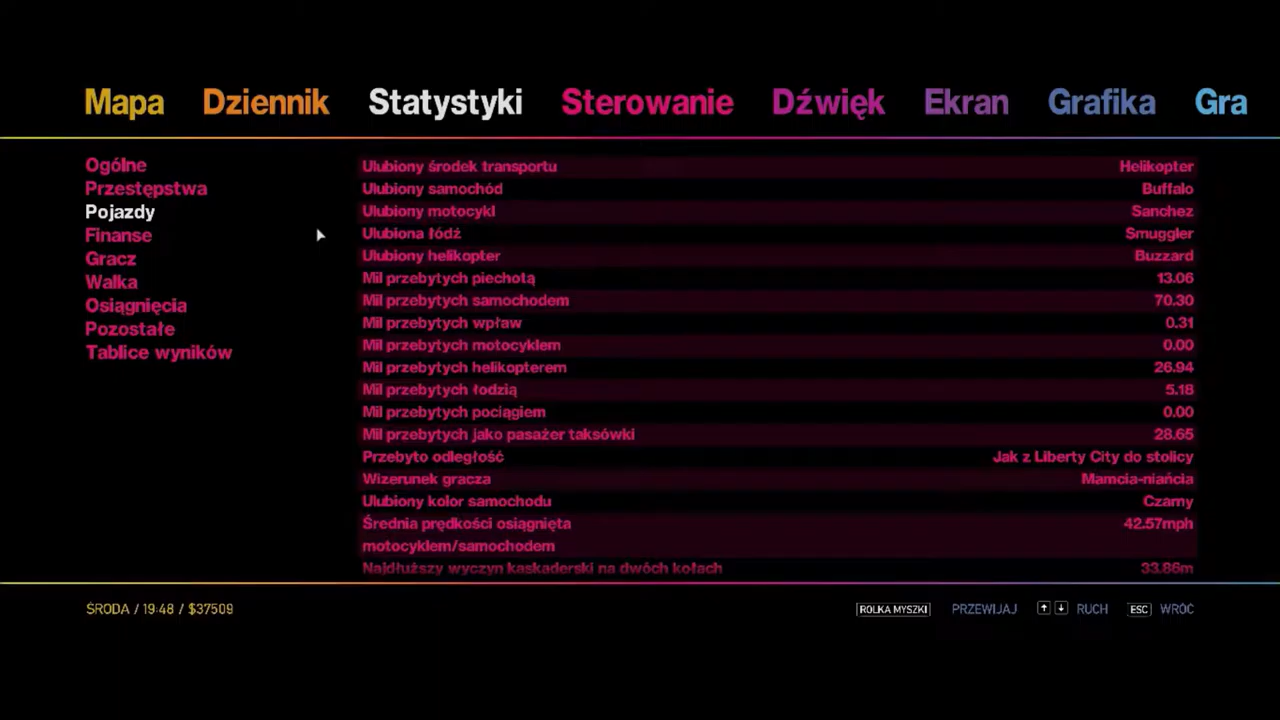 Mapa Dziennik Statystyki Sterowanie Dźwięk Ekran Grafika Gra
Ogólne
Przestępstwa
Pojazdy
Finanse
Gracz
Walka
Osiągnięcia
Pozostałe
Tablice wyników
Ulubiony środek transportu Helikopter
Ulubiony samochód Buffalo
Ulubiony motocykl Sanchez
Ulubiona łódź Smuggler
Ulubiony helikopter Buzzard
Mil przebytych piechotą 13.06
Mil przebytych samochodem 70.30
Mil przebytych wpław 0.31
Mil przebytych motocyklem 0.00
Mil przebytych helikopterem 26.94
Mil przebytych łodzią 5.18
Mil przebytych pociągiem 0.00
Mil przebytych jako pasażer taksówki 28.65
Przebyto odległość Jak z Liberty City do stolicy
Wizerunek gracza Mamcia-niańcia
Ulubiony kolor samochodu Czarny
Średnia prędkości osiągnięta 42.57mph
motocyklem/samochodem
Najdłuższy wyczyn kaskaderski na dwóch kołach 33.86m
ŚRODA / 19:48 / $37509
ROLKA MYSZKI PRZEWIJAJ ↑ ↓ RUCH ESC WRÓĆ